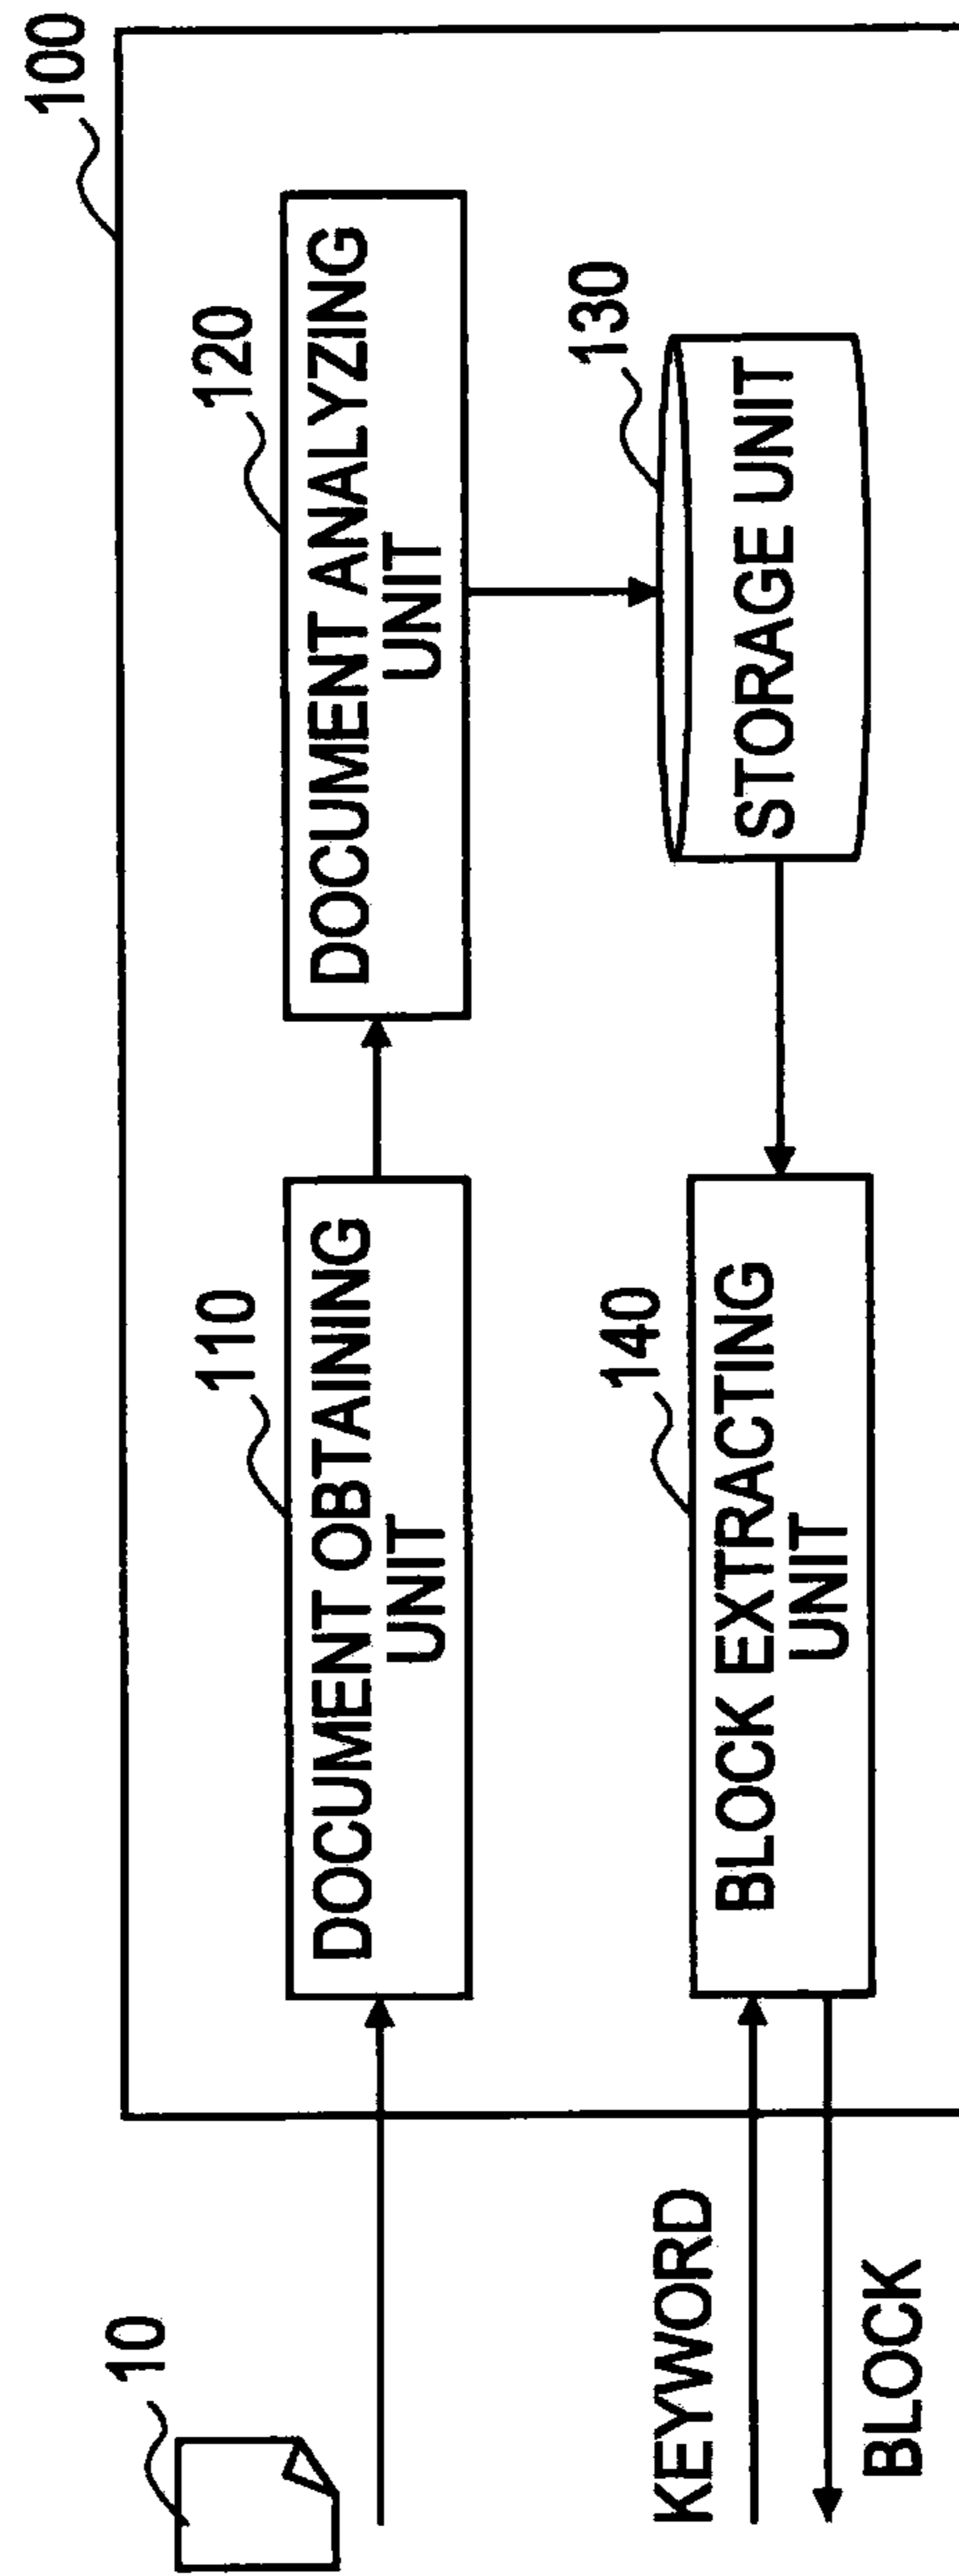 100
10
110
DOCUMENT OBTAINING
UNIT
120
DOCUMENT ANALYZING
UNIT
130
STORAGE UNIT
140
BLOCK EXTRACTING
UNIT
KEYWORD
BLOCK